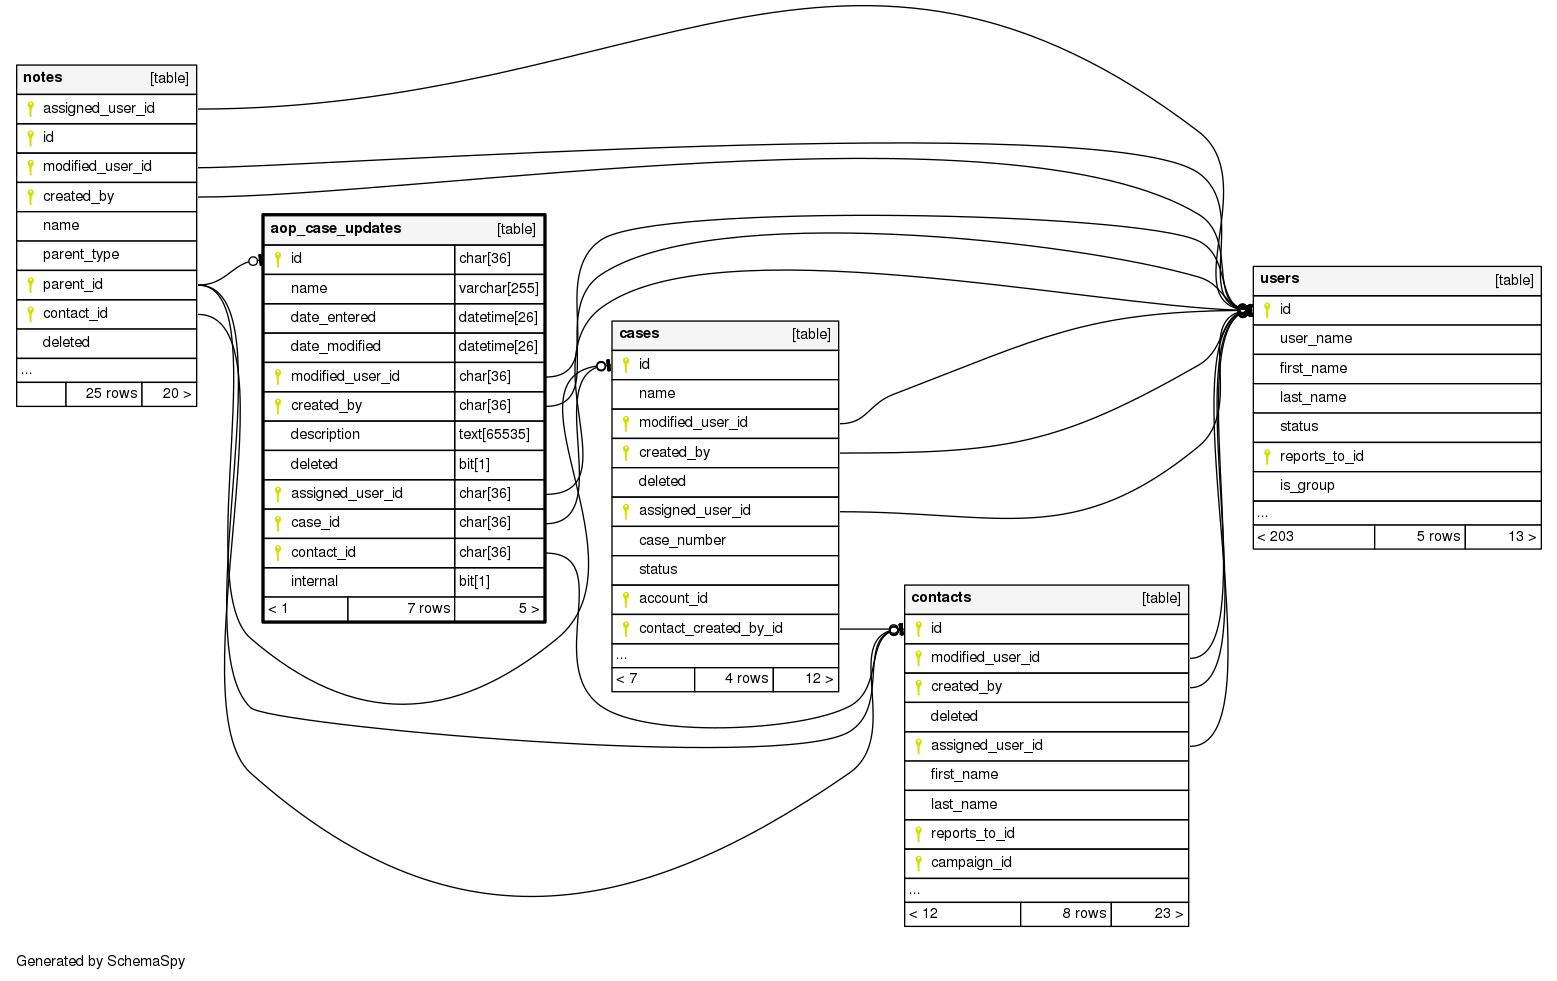 notes [table]
assigned_user_id
id
modified_user_id
created_by
name
parent_type
parent_id
contact_id
deleted
...
25 rows 20 >
aop_case_updates [table]
id char[36]
name varchar[255]
date_entered datetime[26]
date_modified datetime[26]
modified_user_id char[36]
created_by char[36]
description text[65535]
deleted bit[1]
assigned_user_id char[36]
case_id char[36]
contact_id char[36]
internal bit[1]
< 1 7 rows 5 >
cases [table]
id
name
modified_user_id
created_by
deleted
assigned_user_id
case_number
status
account_id
contact_created_by_id
...
< 7 4 rows 12 >
contacts [table]
id
modified_user_id
created_by
deleted
assigned_user_id
first_name
last_name
reports_to_id
campaign_id
...
< 12 8 rows 23 >
users [table]
id
user_name
first_name
last_name
status
reports_to_id
is_group
...
< 203 5 rows 13 >
Generated by SchemaSpy